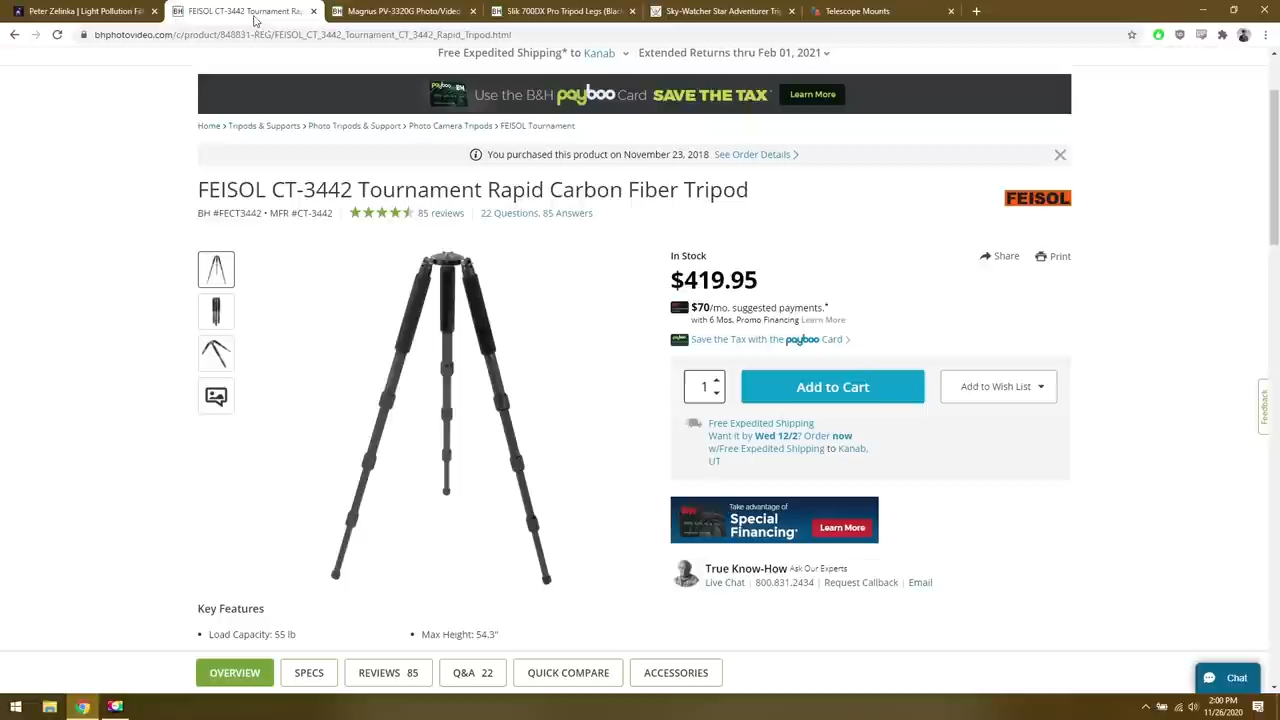 Peter Zelinka | Light Pollution Fil
FEISOL CT-3442 Tournament Ra
Magnus PV-3320G Photo/Video
Slik 700DX Pro Tripod Legs (Black
Sky-Watcher Star Adventurer Tri
Telescope Mounts
bhphotovideo.com/c/product/848831-REG/FEISOL_CT_3442_Tournament_CT_3442_Rapid_Tripod.html
Free Expedited Shipping* to Kanab
Extended Returns thru Feb 01, 2021
Use the B&H payboo Card SAVE THE TAX*
Learn More
Home > Tripods & Supports > Photo Tripods & Support > Photo Camera Tripods > FEISOL Tournament
You purchased this product on November 23, 2018 See Order Details >
FEISOL CT-3442 Tournament Rapid Carbon Fiber Tripod
FEISOL
BH #FECT3442 • MFR #CT-3442
85 reviews
22 Questions, 85 Answers
In Stock
Share
Print
$419.95
$70/mo. suggested payments.*
with 6 Mos. Promo Financing Learn More
Save the Tax with the payboo Card >
1
Add to Cart
Add to Wish List
Free Expedited Shipping
Want it by Wed 12/2? Order now
w/Free Expedited Shipping to Kanab,
UT
Take advantage of
Special
Financing*
Learn More
True Know-How Ask Our Experts
Live Chat | 800.831.2434 | Request Callback | Email
Key Features
• Load Capacity: 55 lb
• Max Height: 54.3"
OVERVIEW
SPECS
REVIEWS 85
Q&A 22
QUICK COMPARE
ACCESSORIES
Feedback
Chat
2:00 PM
11/26/2020